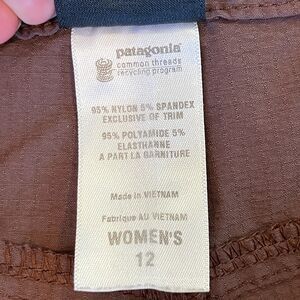 patagonia
common threads
recycling program
95% NYLON 5% SPANDEX
EXCLUSIVE OF TRIM
95% POLYAMIDE 5%
ELASTHANNE
A PART LA GARNITURE
Made in VIETNAM
Fabrique AU VIETNAM
WOMEN'S
12